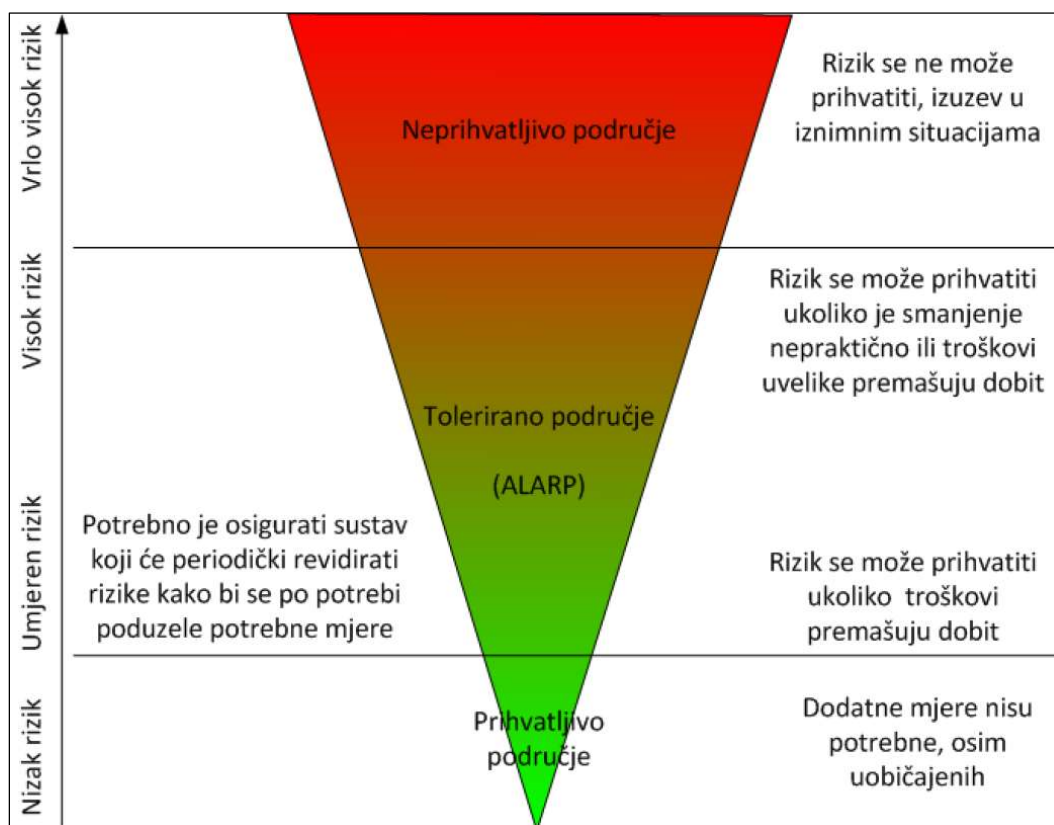 Vrlo visok rizik
Neprihvatljivo područje
Rizik se ne može
prihvatiti, izuzev u
iznimnim situacijama
Visok rizik
Rizik se može prihvatiti
ukoliko je smanjenje
nepraktično ili troškovi
uvelike premašuju dobit
Tolerirano područje
(ALARP)
Umjeren rizik
Potrebno je osigurati sustav
koji će periodički revidirati
rizike kako bi se po potrebi
poduzele potrebne mjere
Rizik se može prihvatiti
ukoliko troškovi
premašuju dobit
Nizak rizik
Prihvatljivo
područje
Dodatne mjere nisu
potrebne, osim
uobičajenih